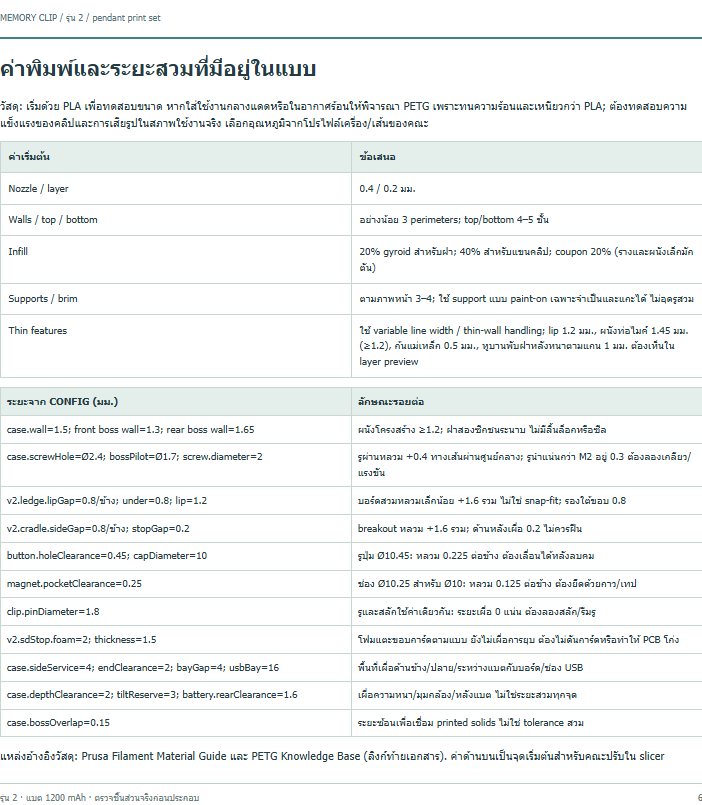 MEMORY CLIP / รุ่น 2 / pendant print set
ค่าพิมพ์และระยะสวมที่มีอยู่ในแบบ
วัสดุ: เริ่มด้วย PLA เพื่อทดสอบขนาด หากใส่ใช้งานกลางแดดหรือในอากาศร้อนให้พิจารณา PETG เพราะทนความร้อนและเหนียวกว่า PLA; ต้องทดสอบความ
แข็งแรงของคลิปและการเสียรูปในสภาพใช้งานจริง เลือกอุณหภูมิจากโปรไฟล์เครื่อง/เส้นของคณะ
ค่าเริ่มต้น ข้อเสนอ
Nozzle / layer 0.4 / 0.2 มม.
Walls / top / bottom อย่างน้อย 3 perimeters; top/bottom 4–5 ชั้น
Infill 20% gyroid สำหรับฝา; 40% สำหรับแขนคลิป; coupon 20% (รางและผนังเล็กมัก
ตัน)
Supports / brim ตามภาพหน้า 3–4; ใช้ support แบบ paint-on เฉพาะจำเป็นและแกะได้ ไม่อุดรูสวม
Thin features ใช้ variable line width / thin-wall handling; lip 1.2 มม., ผนังท่อไมค์ 1.45 มม.
(≥1.2), ก้นแม่เหล็ก 0.5 มม., หูบานพับฝาหลังหนาตามแกน 1 มม. ต้องเห็นใน
layer preview
ระยะจาก CONFIG (มม.) ลักษณะรอยต่อ
case.wall=1.5; front boss wall=1.3; rear boss wall=1.65 ผนังโครงสร้าง ≥1.2; ฝาสองซีกชนระนาบ ไม่มีลิ้นล็อกหรือซีล
case.screwHole=Ø2.4; bossPilot=Ø1.7; screw.diameter=2 รูผ่านหลวม +0.4 ทางเส้นผ่านศูนย์กลาง; รูนำแน่นกว่า M2 อยู่ 0.3 ต้องลองเกลียว/
แรงขัน
v2.ledge.lipGap=0.8/ข้าง; under=0.8; lip=1.2 บอร์ดสวมหลวมเล็กน้อย +1.6 รวม ไม่ใช่ snap-fit; รองใต้ขอบ 0.8
v2.cradle.sideGap=0.8/ข้าง; stopGap=0.2 breakout หลวม +1.6 รวม; ด้านหลังเผื่อ 0.2 ไม่ควรฝืน
button.holeClearance=0.45; capDiameter=10 รูปุ่ม Ø10.45: หลวม 0.225 ต่อข้าง ต้องเลื่อนได้หลังลบคม
magnet.pocketClearance=0.25 ช่อง Ø10.25 สำหรับ Ø10: หลวม 0.125 ต่อข้าง ต้องยึดด้วยกาว/เทป
clip.pinDiameter=1.8 รูและสลักใช้ค่าเดียวกัน: ระยะเผื่อ 0 แน่น ต้องลองสลัก/รีมรู
v2.sdStop.foam=2; thickness=1.5 โฟมแตะขอบการ์ดตามแบบ ยังไม่เผื่อการยุบ ต้องไม่ดันการ์ดหรือทำให้ PCB โก่ง
case.sideService=4; endClearance=2; bayGap=4; usbBay=16 พื้นที่เผื่อด้านข้าง/ปลาย/ระหว่างแบตกับบอร์ด/ช่อง USB
case.depthClearance=2; tiltReserve=3; battery.rearClearance=1.6 เผื่อความหนา/มุมกล้อง/หลังแบต ไม่ใช่ระยะสวมทุกจุด
case.bossOverlap=0.15 ระยะซ้อนเพื่อเชื่อม printed solids ไม่ใช่ tolerance สวม
แหล่งอ้างอิงวัสดุ: Prusa Filament Material Guide และ PETG Knowledge Base (ลิงก์ท้ายเอกสาร). ค่าด้านบนเป็นจุดเริ่มต้นสำหรับคณะปรับใน slicer
รุ่น 2 · แบต 1200 mAh · ตรวจชิ้นส่วนจริงก่อนประกอบ 6